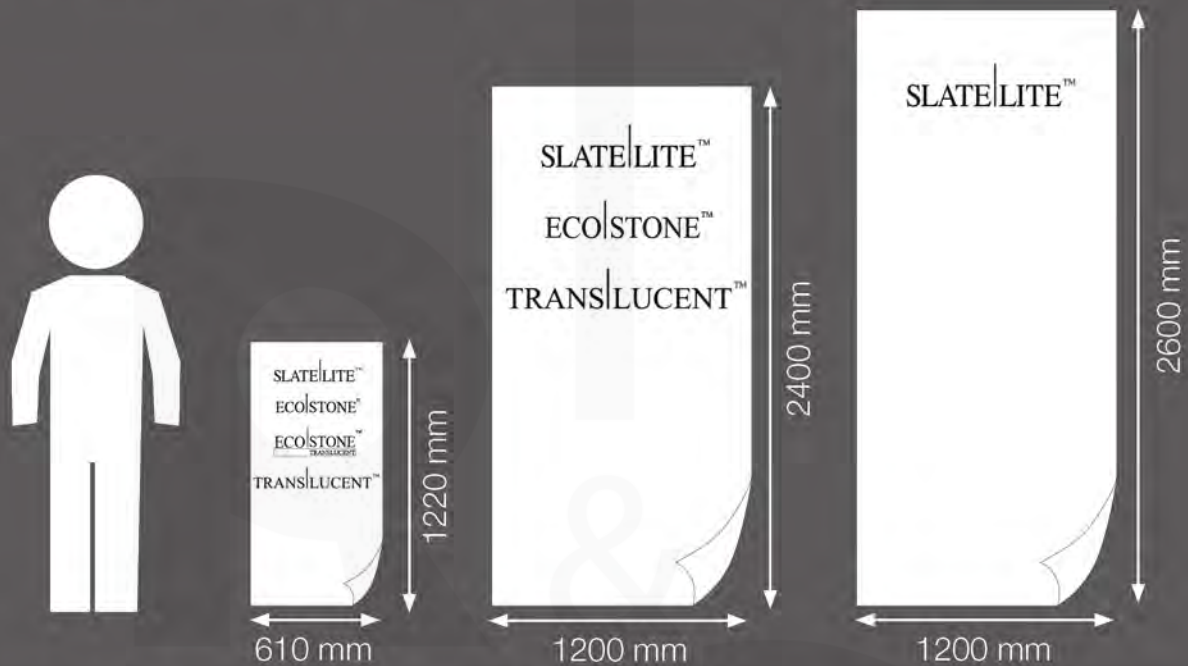 SLATE|LITE™
ECO|STONE®
ECO|STONE™
TRANSLUCENT
TRANS|LUCENT™
1220 mm
610 mm
SLATE|LITE™
ECO|STONE™
TRANS|LUCENT™
2400 mm
1200 mm
SLATE|LITE™
2600 mm
1200 mm
&